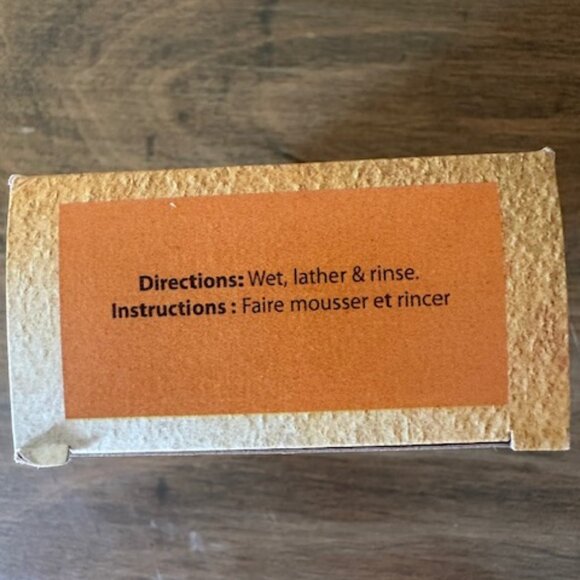 Directions: Wet, lather & rinse.
Instructions : Faire mousser et rincer